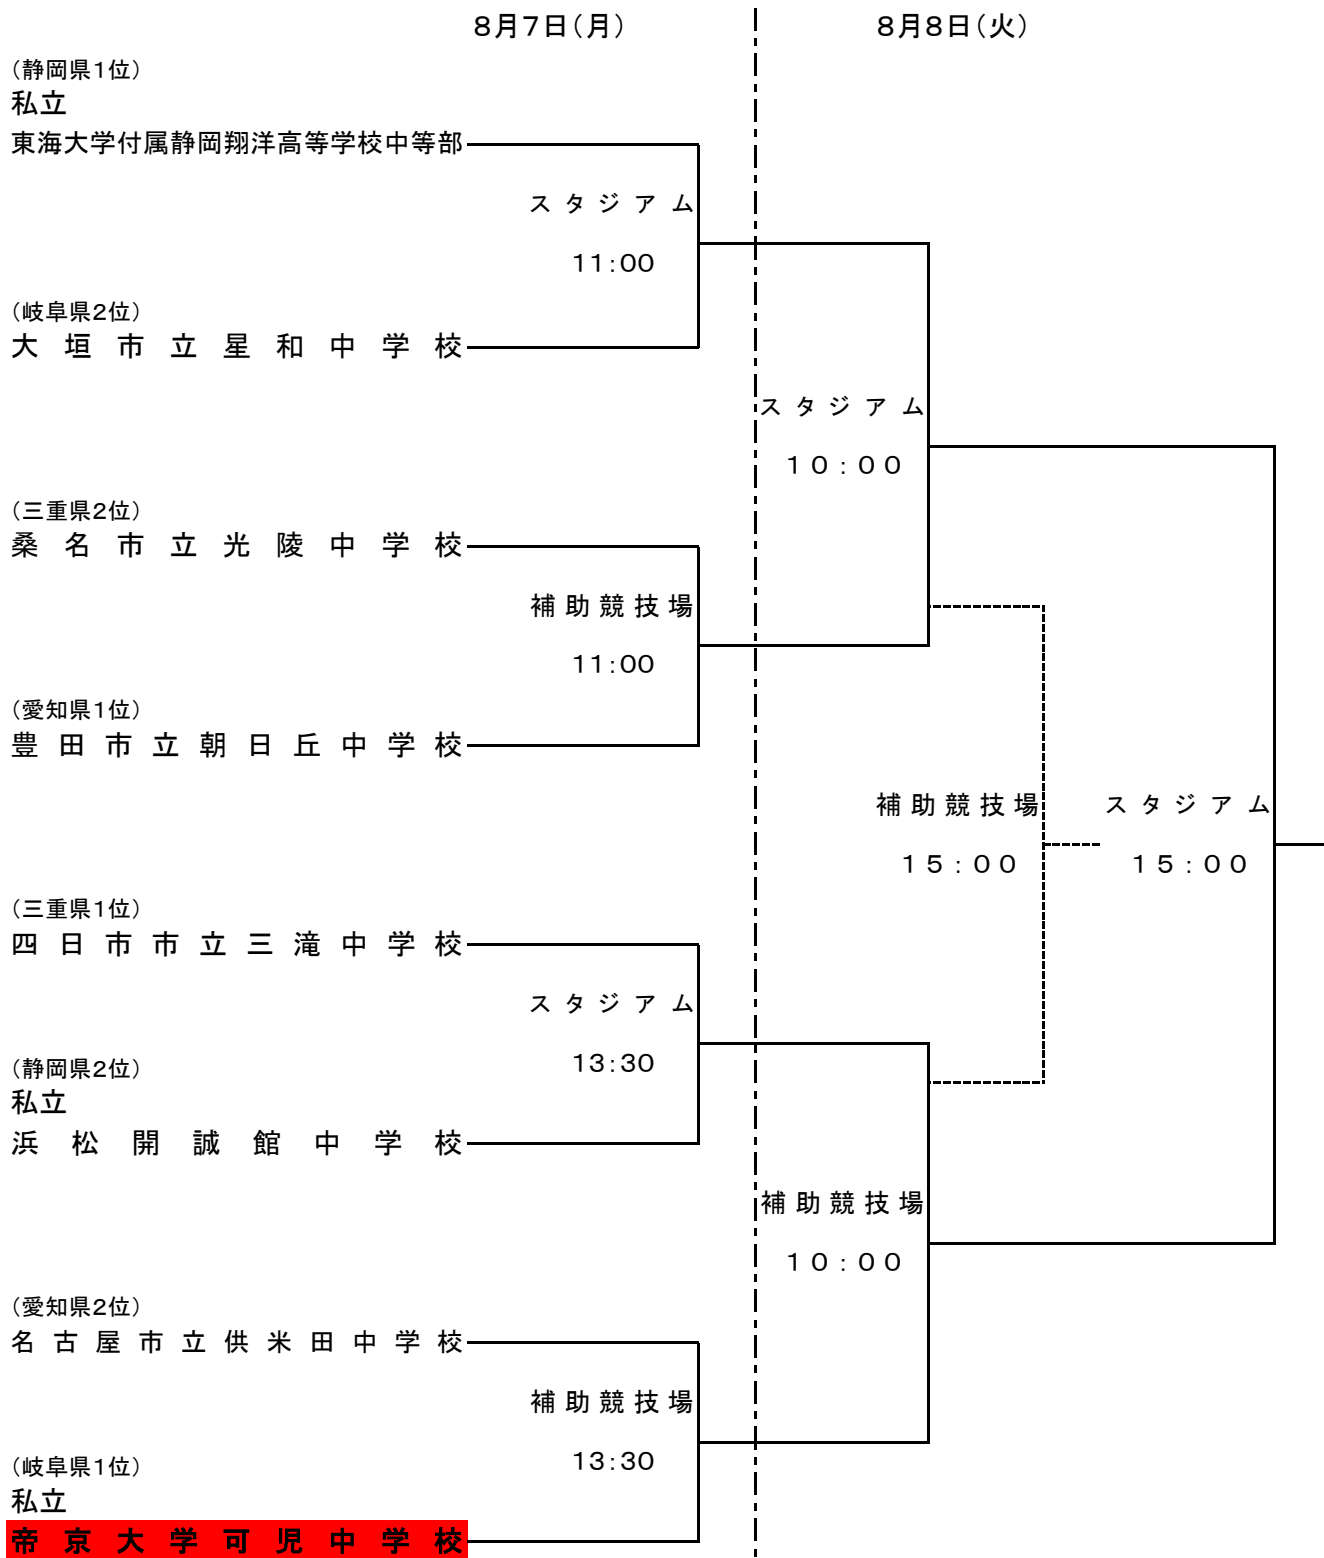 8月7日(月)
8月8日(火)
(静岡県1位)
私立
東海大学付属静岡翔洋高等学校中等部
スタジアム
11:00
(岐阜県2位)
大垣市立星和中学校
スタジアム
10:00
(三重県2位)
桑名市立光陵中学校
補助競技場
11:00
(愛知県1位)
豊田市立朝日丘中学校
補助競技場
15:00
スタジアム
15:00
(三重県1位)
四日市市立三滝中学校
スタジアム
13:30
(静岡県2位)
私立
浜松開誠館中学校
補助競技場
10:00
(愛知県2位)
名古屋市立供米田中学校
補助競技場
13:30
(岐阜県1位)
私立
帝京大学可児中学校